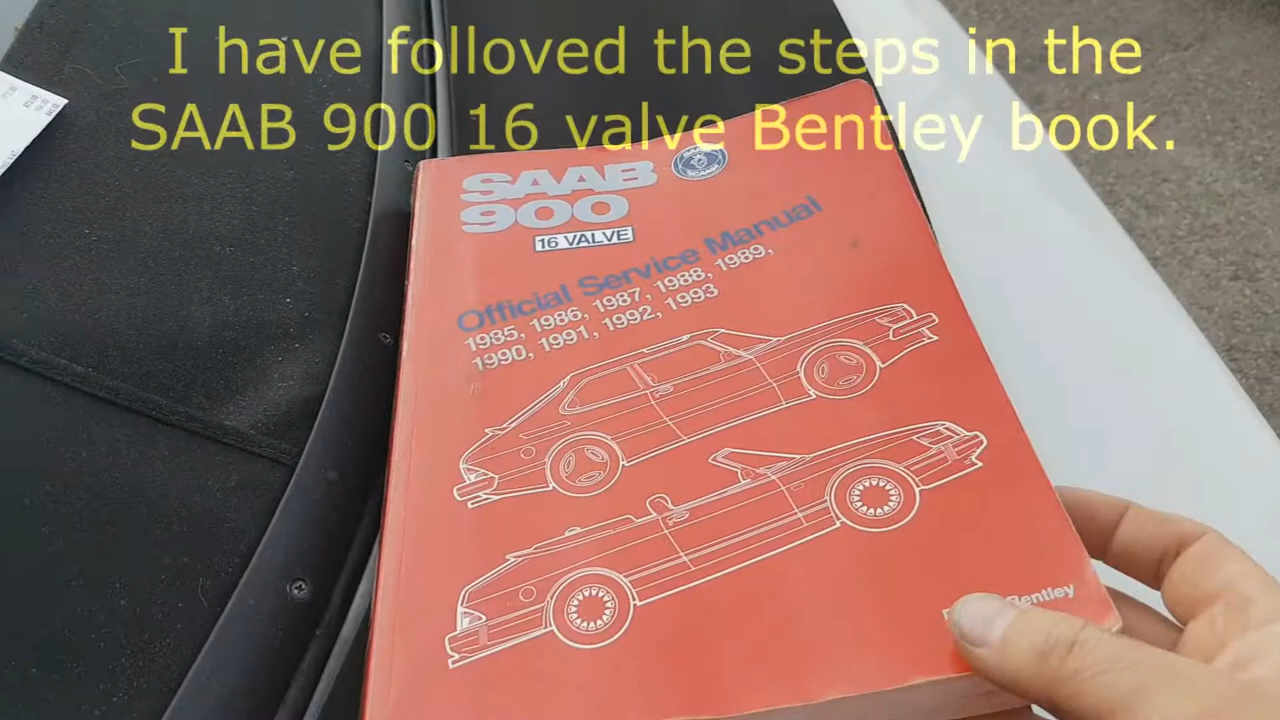 I have folloved the steps in the
SAAB 900 16 valve Bentley book.
SAAB
900
16 VALVE
Official Service Manual
1985, 1986, 1987, 1988, 1989,
1990, 1991, 1992, 1993
Bentley